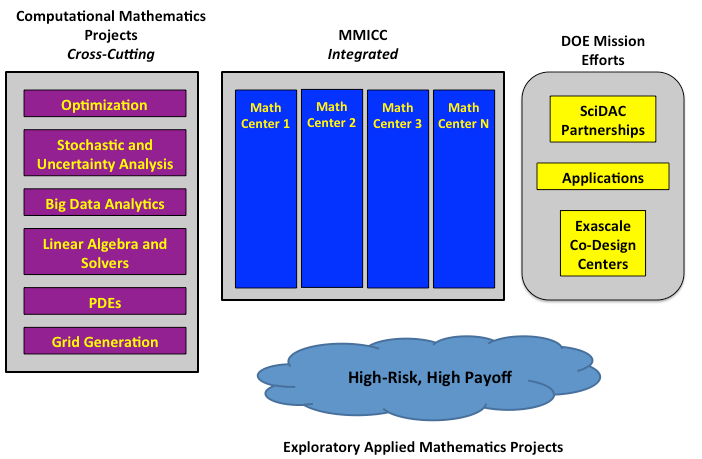 Computational Mathematics
Projects
Cross-Cutting
Optimization
Stochastic and
Uncertainty Analysis
Big Data Analytics
Linear Algebra and
Solvers
PDEs
Grid Generation
MMICC
Integrated
Math
Center 1
Math
Center 2
Math
Center 3
Math
Center N
DOE Mission
Efforts
SciDAC
Partnerships
Applications
Exascale
Co-Design
Centers
High-Risk, High Payoff
Exploratory Applied Mathematics Projects